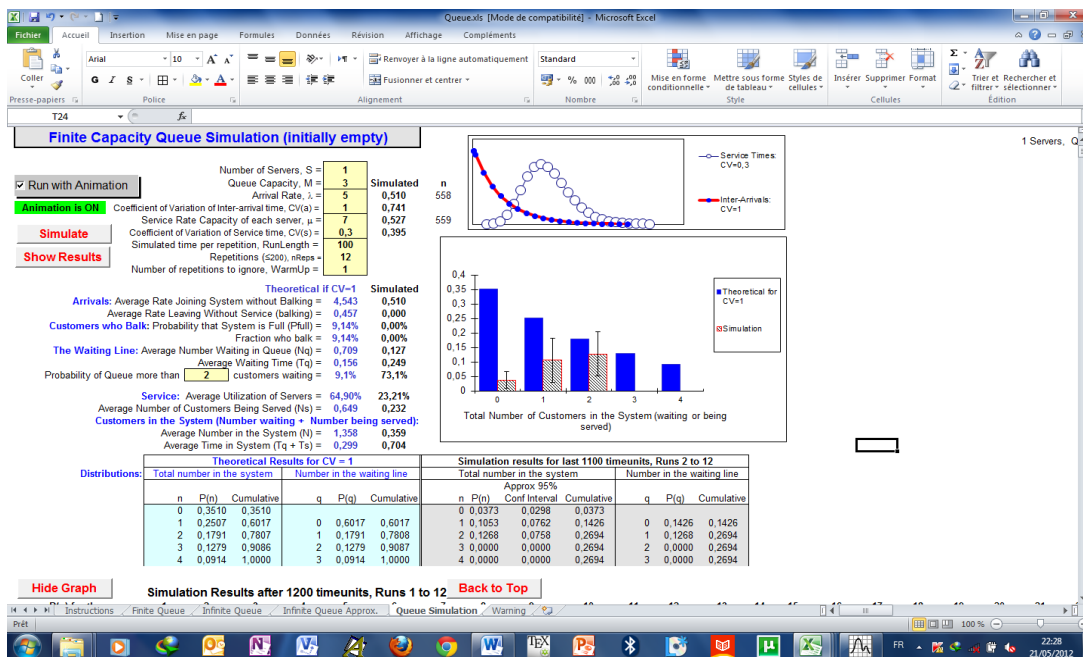 Queue.xls [Mode de compatibilité] - Microsoft Excel
Fichier Accueil Insertion Mise en page Formules Données Révision Affichage Compléments
Coller
Arial 10
Renvoyer à la ligne automatiquement
Standard
G I S
Fusionner et centrer
% 000
Mise en forme conditionnelle
Mettre sous forme de tableau
Styles de cellules
Insérer Supprimer Format
Trier et filtrer
Rechercher et sélectionner
Presse-papiers Police Alignement Nombre Style Cellules Édition
T24 fx
Finite Capacity Queue Simulation (initially empty)
1 Servers, Q
Run with Animation
Animation is ON
Simulate
Show Results
Simulated n
Number of Servers, S = 1
Queue Capacity, M = 3
Arrival Rate, λ = 5 0,510 558
Coefficient of Variation of Inter-arrival time, CV(a) = 1 0,741
Service Rate Capacity of each server, μ = 7 0,527 559
Coefficient of Variation of Service time, CV(s) = 0,3 0,395
Simulated time per repetition, RunLength = 100
Repetitions (≤200), nReps = 12
Number of repetitions to ignore, WarmUp = 1
Service Times: CV=0,3
Inter-Arrivals: CV=1
Theoretical if CV=1 Simulated
Arrivals: Average Rate Joining System without Balking = 4,543 0,510
Average Rate Leaving Without Service (balking) = 0,457 0,000
Customers who Balk: Probability that System is Full (Pfull) = 9,14% 0,00%
Fraction who balk = 9,14% 0,00%
The Waiting Line: Average Number Waiting in Queue (Nq) = 0,709 0,127
Average Waiting Time (Tq) = 0,156 0,249
Probability of Queue more than 2 customers waiting = 9,1% 73,1%
Service: Average Utilization of Servers = 64,90% 23,21%
Average Number of Customers Being Served (Ns) = 0,649 0,232
Customers in the System (Number waiting + Number being served):
Average Number in the System (N) = 1,358 0,359
Average Time in System (Tq + Ts) = 0,299 0,704
0,4
0,35
0,3
0,25
0,2
0,15
0,1
0,05
0
0 1 2 3 4
Total Number of Customers in the System (waiting or being served)
Theoretical for CV=1
Simulation
Theoretical Results for CV = 1
Distributions: Total number in the system Number in the waiting line
n P(n) Cumulative q P(q) Cumulative
0 0,3510 0,3510
1 0,2507 0,6017 0 0,6017 0,6017
2 0,1791 0,7807 1 0,1791 0,7808
3 0,1279 0,9086 2 0,1279 0,9087
4 0,0914 1,0000 3 0,0914 1,0000
Simulation results for last 1100 timeunits, Runs 2 to 12
Total number in the system Number in the waiting line
Approx 95%
n P(n) Conf Interval Cumulative q P(q) Cumulative
0 0,0373 0,0298 0,0373
1 0,1053 0,0762 0,1426 0 0,1426 0,1426
2 0,1268 0,0758 0,2694 1 0,1268 0,2694
3 0,0000 0,0000 0,2694 2 0,0000 0,2694
4 0,0000 0,0000 0,2694 3 0,0000 0,2694
Hide Graph
Simulation Results after 1200 timeunits, Runs 1 to 12
Back to Top
Instructions Finite Queue Infinite Queue Infinite Queue Approx. Queue Simulation Warning
Prêt
100 %
FR
22:28
21/05/2012